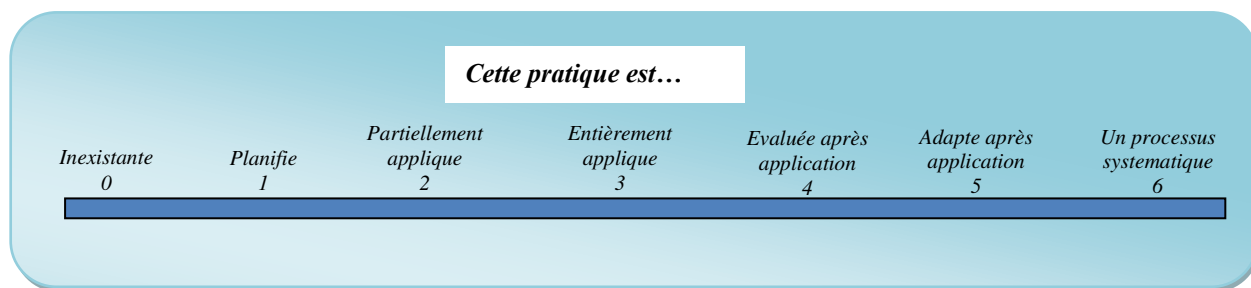 Cette pratique est…
Inexistante
0
Planifie
1
Partiellement
applique
2
Entièrement
applique
3
Evaluée après
application
4
Adapte après
application
5
Un processus
systematique
6